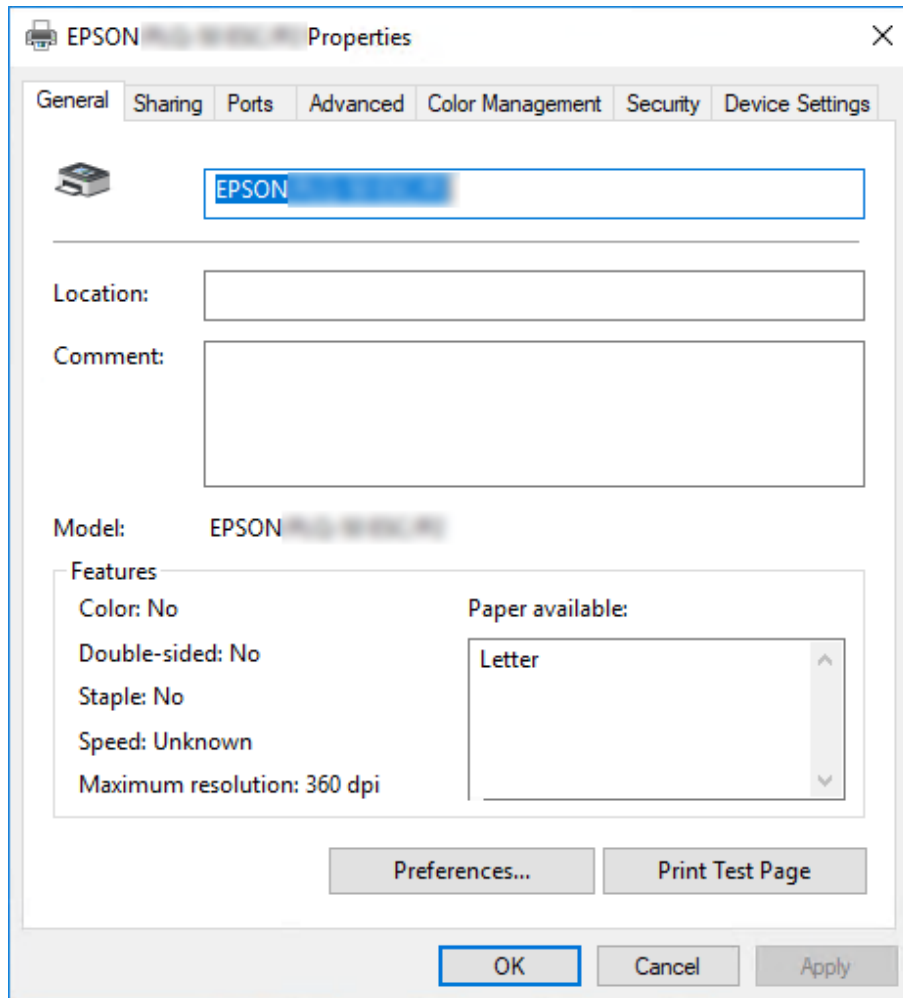 EPSON Properties
General Sharing Ports Advanced Color Management Security Device Settings
EPSON
Location:
Comment:
Model: EPSON
Features
Color: No
Paper available:
Double-sided: No
Letter
Staple: No
Speed: Unknown
Maximum resolution: 360 dpi
Preferences... Print Test Page
OK Cancel Apply